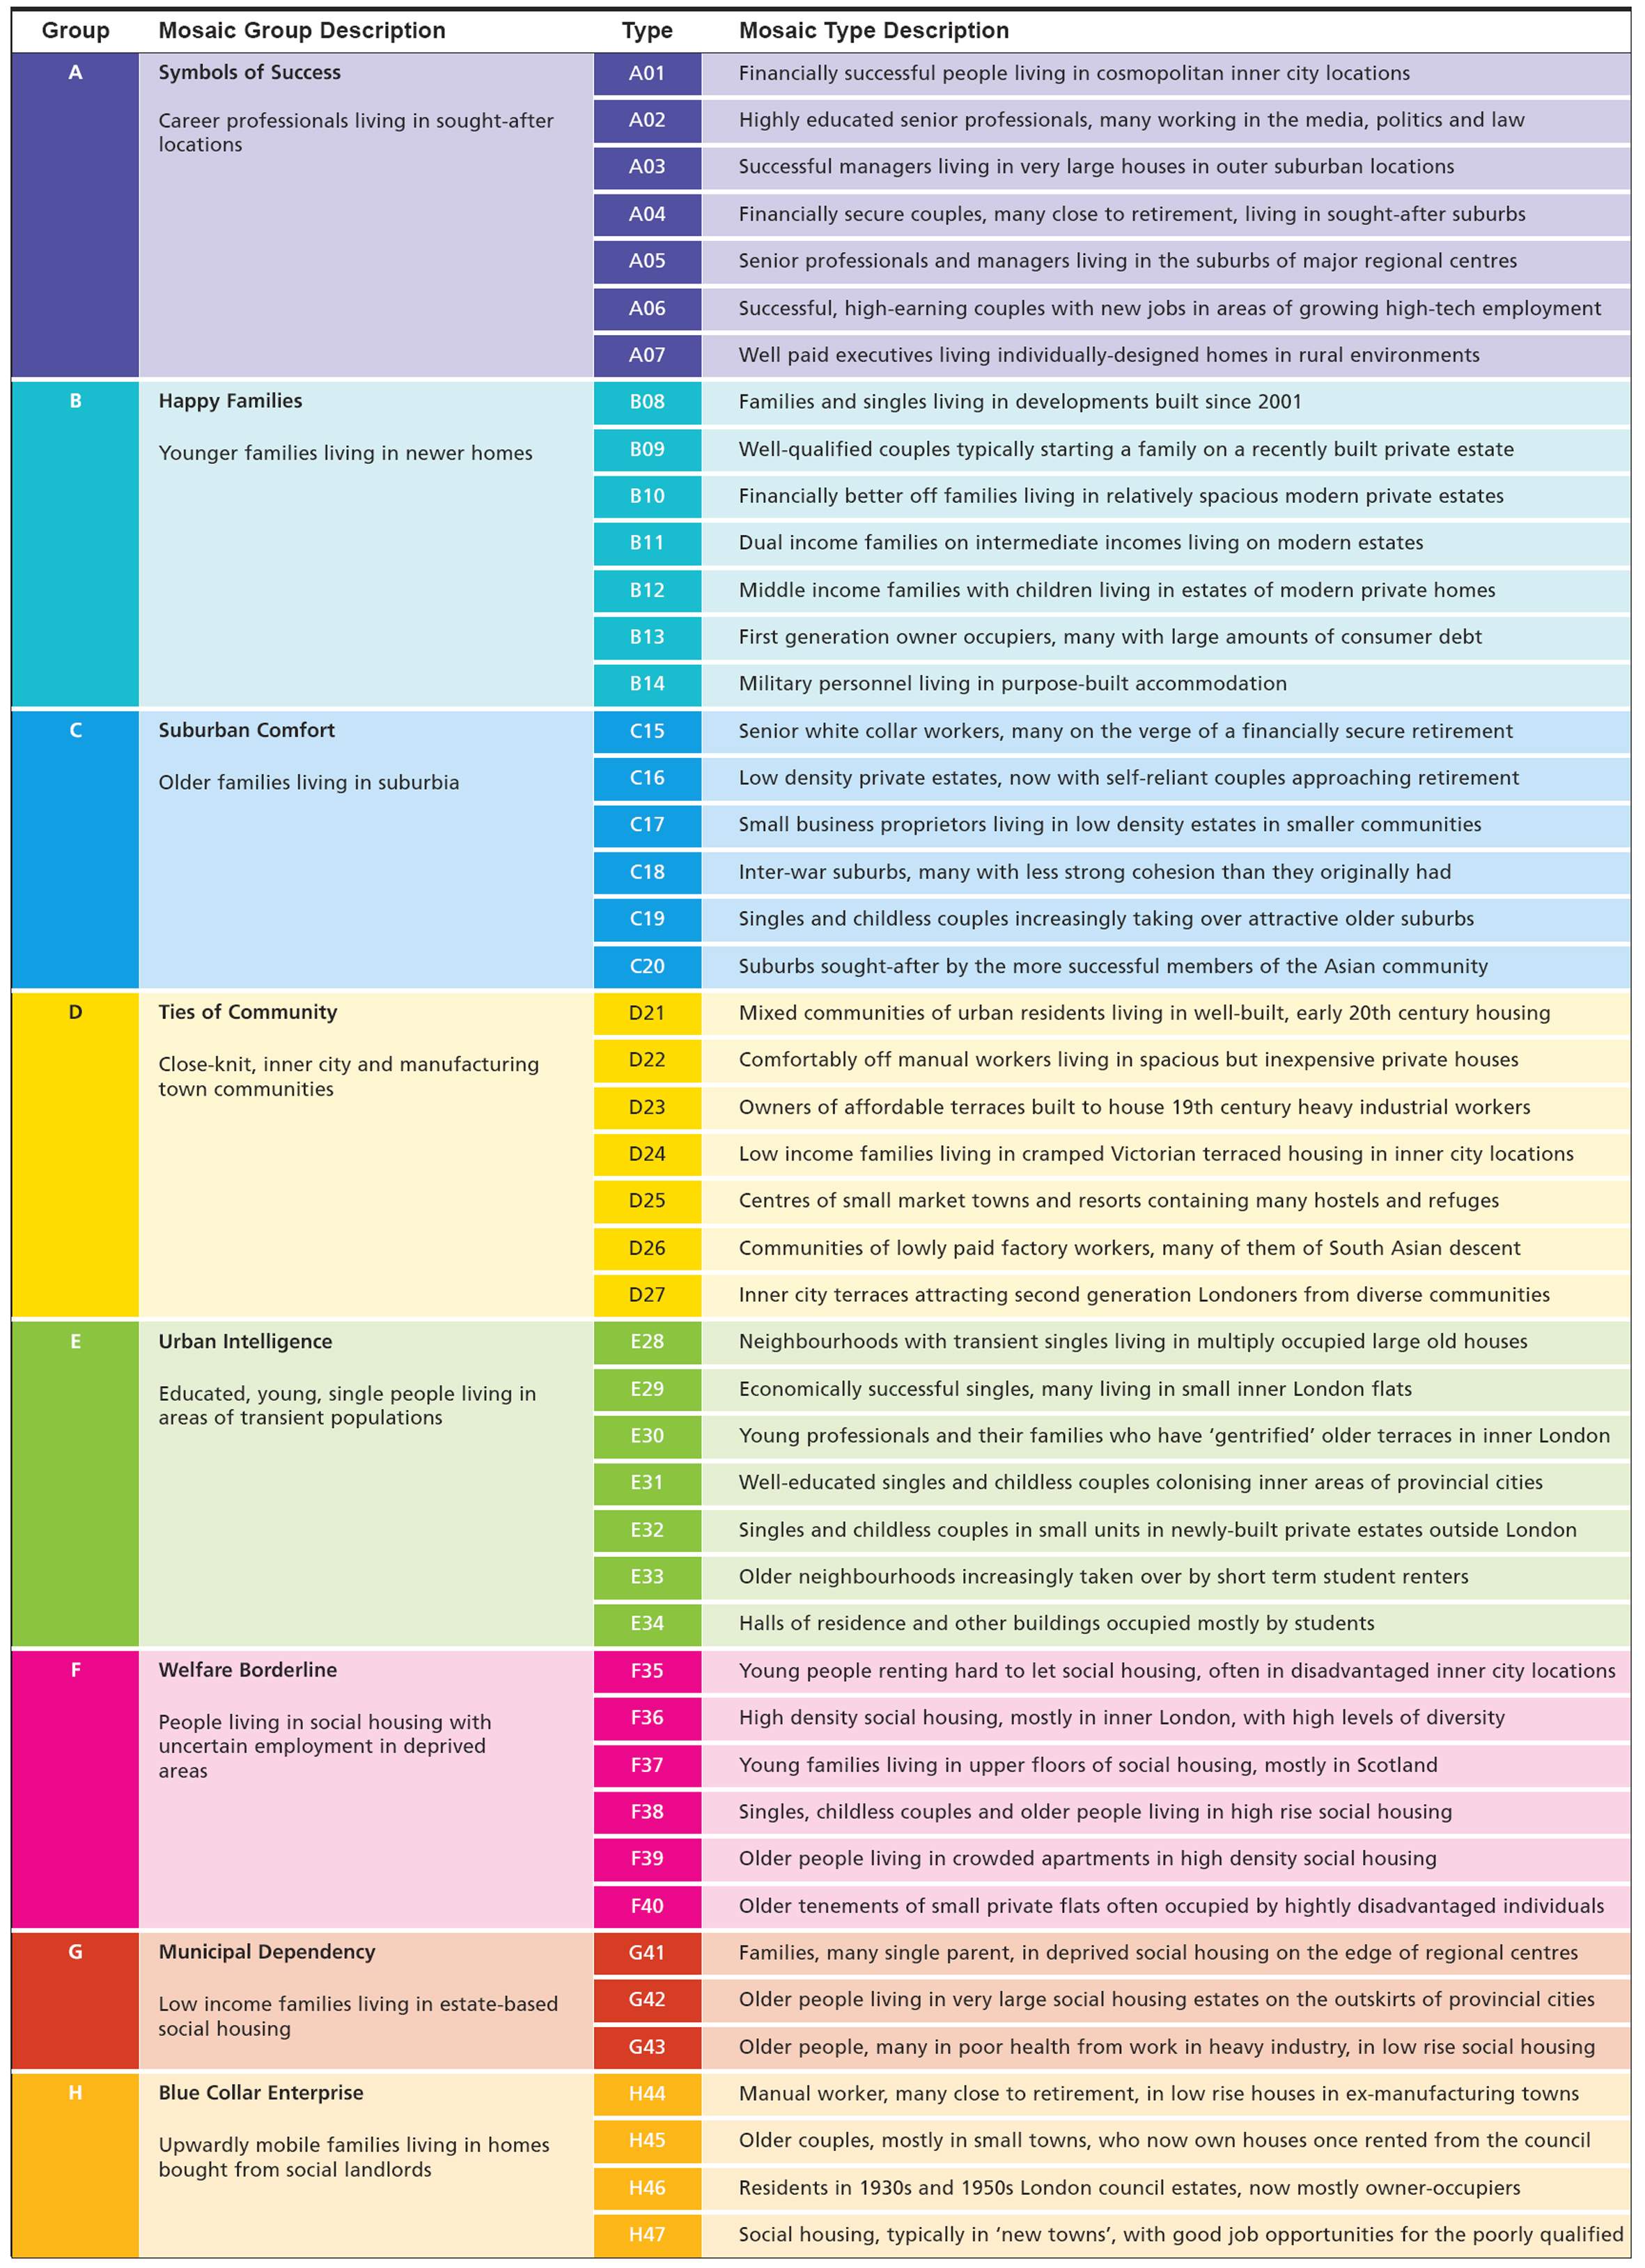 Group Mosaic Group Description Type Mosaic Type Description
A Symbols of Success A01 Financially successful people living in cosmopolitan inner city locations
Career professionals living in sought-after A02 Highly educated senior professionals, many working in the media, politics and law
locations
A03 Successful managers living in very large houses in outer suburban locations
A04 Financially secure couples, many close to retirement, living in sought-after suburbs
A05 Senior professionals and managers living in the suburbs of major regional centres
A06 Successful, high-earning couples with new jobs in areas of growing high-tech employment
A07 Well paid executives living individually-designed homes in rural environments
B Happy Families B08 Families and singles living in developments built since 2001
Younger families living in newer homes B09 Well-qualified couples typically starting a family on a recently built private estate
B10 Financially better off families living in relatively spacious modern private estates
B11 Dual income families on intermediate incomes living on modern estates
B12 Middle income families with children living in estates of modern private homes
B13 First generation owner occupiers, many with large amounts of consumer debt
B14 Military personnel living in purpose-built accommodation
C Suburban Comfort C15 Senior white collar workers, many on the verge of a financially secure retirement
Older families living in suburbia C16 Low density private estates, now with self-reliant couples approaching retirement
C17 Small business proprietors living in low density estates in smaller communities
C18 Inter-war suburbs, many with less strong cohesion than they originally had
C19 Singles and childless couples increasingly taking over attractive older suburbs
C20 Suburbs sought-after by the more successful members of the Asian community
D Ties of Community D21 Mixed communities of urban residents living in well-built, early 20th century housing
Close-knit, inner city and manufacturing D22 Comfortably off manual workers living in spacious but inexpensive private houses
town communities
D23 Owners of affordable terraces built to house 19th century heavy industrial workers
D24 Low income families living in cramped Victorian terraced housing in inner city locations
D25 Centres of small market towns and resorts containing many hostels and refuges
D26 Communities of lowly paid factory workers, many of them of South Asian descent
D27 Inner city terraces attracting second generation Londoners from diverse communities
E Urban Intelligence E28 Neighbourhoods with transient singles living in multiply occupied large old houses
Educated, young, single people living in E29 Economically successful singles, many living in small inner London flats
areas of transient populations
E30 Young professionals and their families who have ‘gentrified’ older terraces in inner London
E31 Well-educated singles and childless couples colonising inner areas of provincial cities
E32 Singles and childless couples in small units in newly-built private estates outside London
E33 Older neighbourhoods increasingly taken over by short term student renters
E34 Halls of residence and other buildings occupied mostly by students
F Welfare Borderline F35 Young people renting hard to let social housing, often in disadvantaged inner city locations
People living in social housing with F36 High density social housing, mostly in inner London, with high levels of diversity
uncertain employment in deprived
areas F37 Young families living in upper floors of social housing, mostly in Scotland
F38 Singles, childless couples and older people living in high rise social housing
F39 Older people living in crowded apartments in high density social housing
F40 Older tenements of small private flats often occupied by hightly disadvantaged individuals
G Municipal Dependency G41 Families, many single parent, in deprived social housing on the edge of regional centres
Low income families living in estate-based G42 Older people living in very large social housing estates on the outskirts of provincial cities
social housing
G43 Older people, many in poor health from work in heavy industry, in low rise social housing
H Blue Collar Enterprise H44 Manual worker, many close to retirement, in low rise houses in ex-manufacturing towns
Upwardly mobile families living in homes H45 Older couples, mostly in small towns, who now own houses once rented from the council
bought from social landlords
H46 Residents in 1930s and 1950s London council estates, now mostly owner-occupiers
H47 Social housing, typically in ‘new towns’, with good job opportunities for the poorly qualified